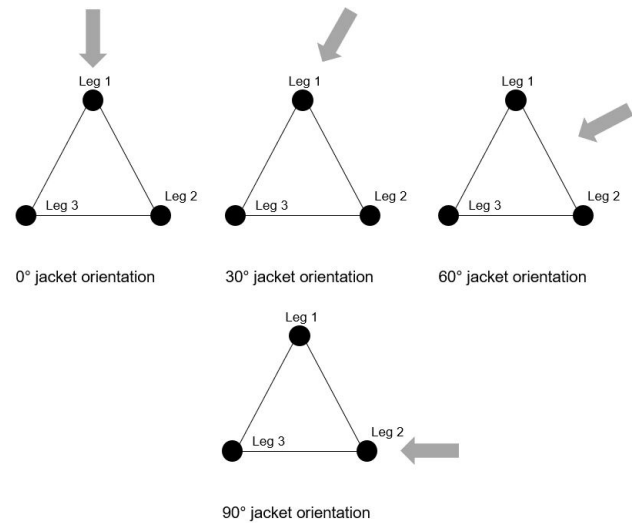 Leg 1
Leg 1
Leg 1
Leg 3
Leg 2
Leg 3
Leg 2
Leg 3
Leg 2
0° jacket orientation
30° jacket orientation
60° jacket orientation
Leg 1
Leg 3
Leg 2
90° jacket orientation